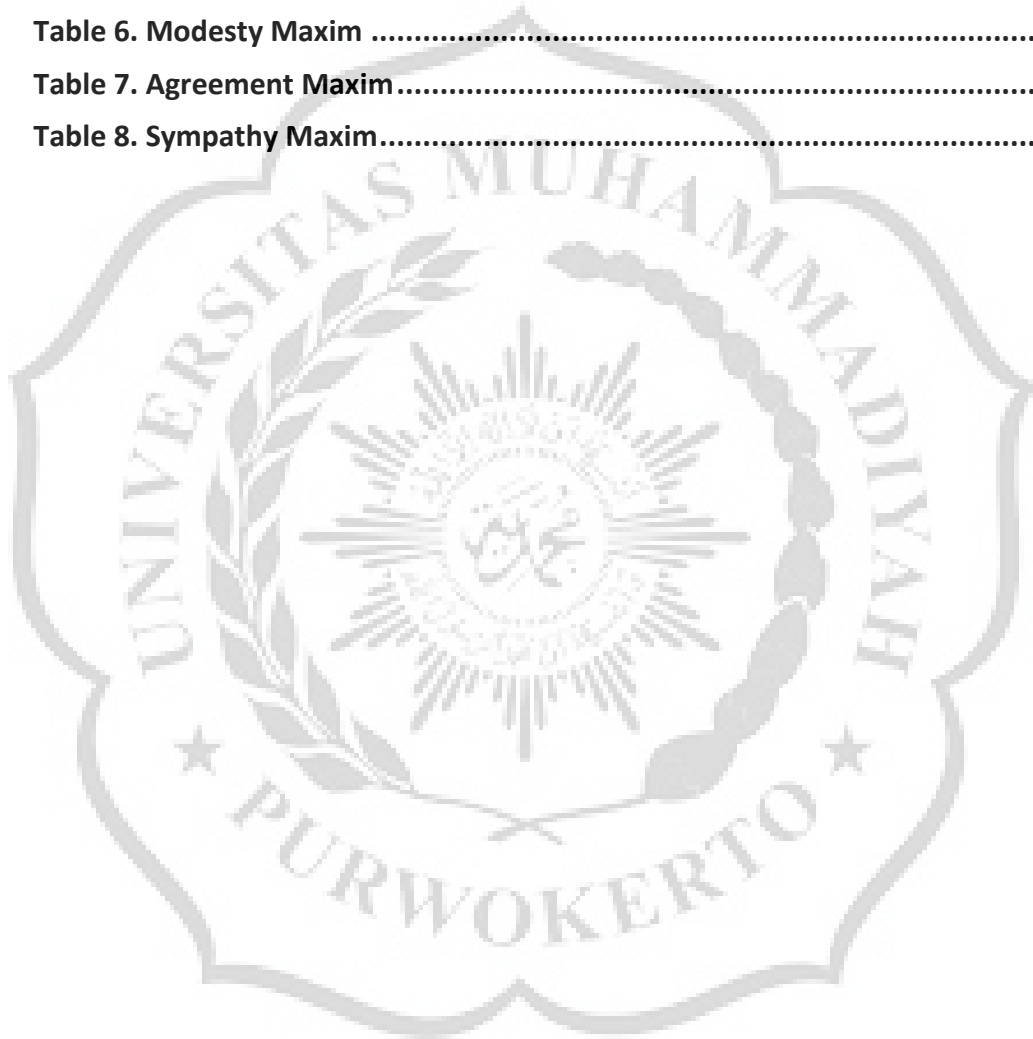 Table 6. Modesty Maxim ........................................................................................
Table 7. Agreement Maxim.....................................................................................
Table 8. Sympathy Maxim.......................................................................................
UNIVERSITAS MUHAMMADIYAH
★ PURWOKERTO ★